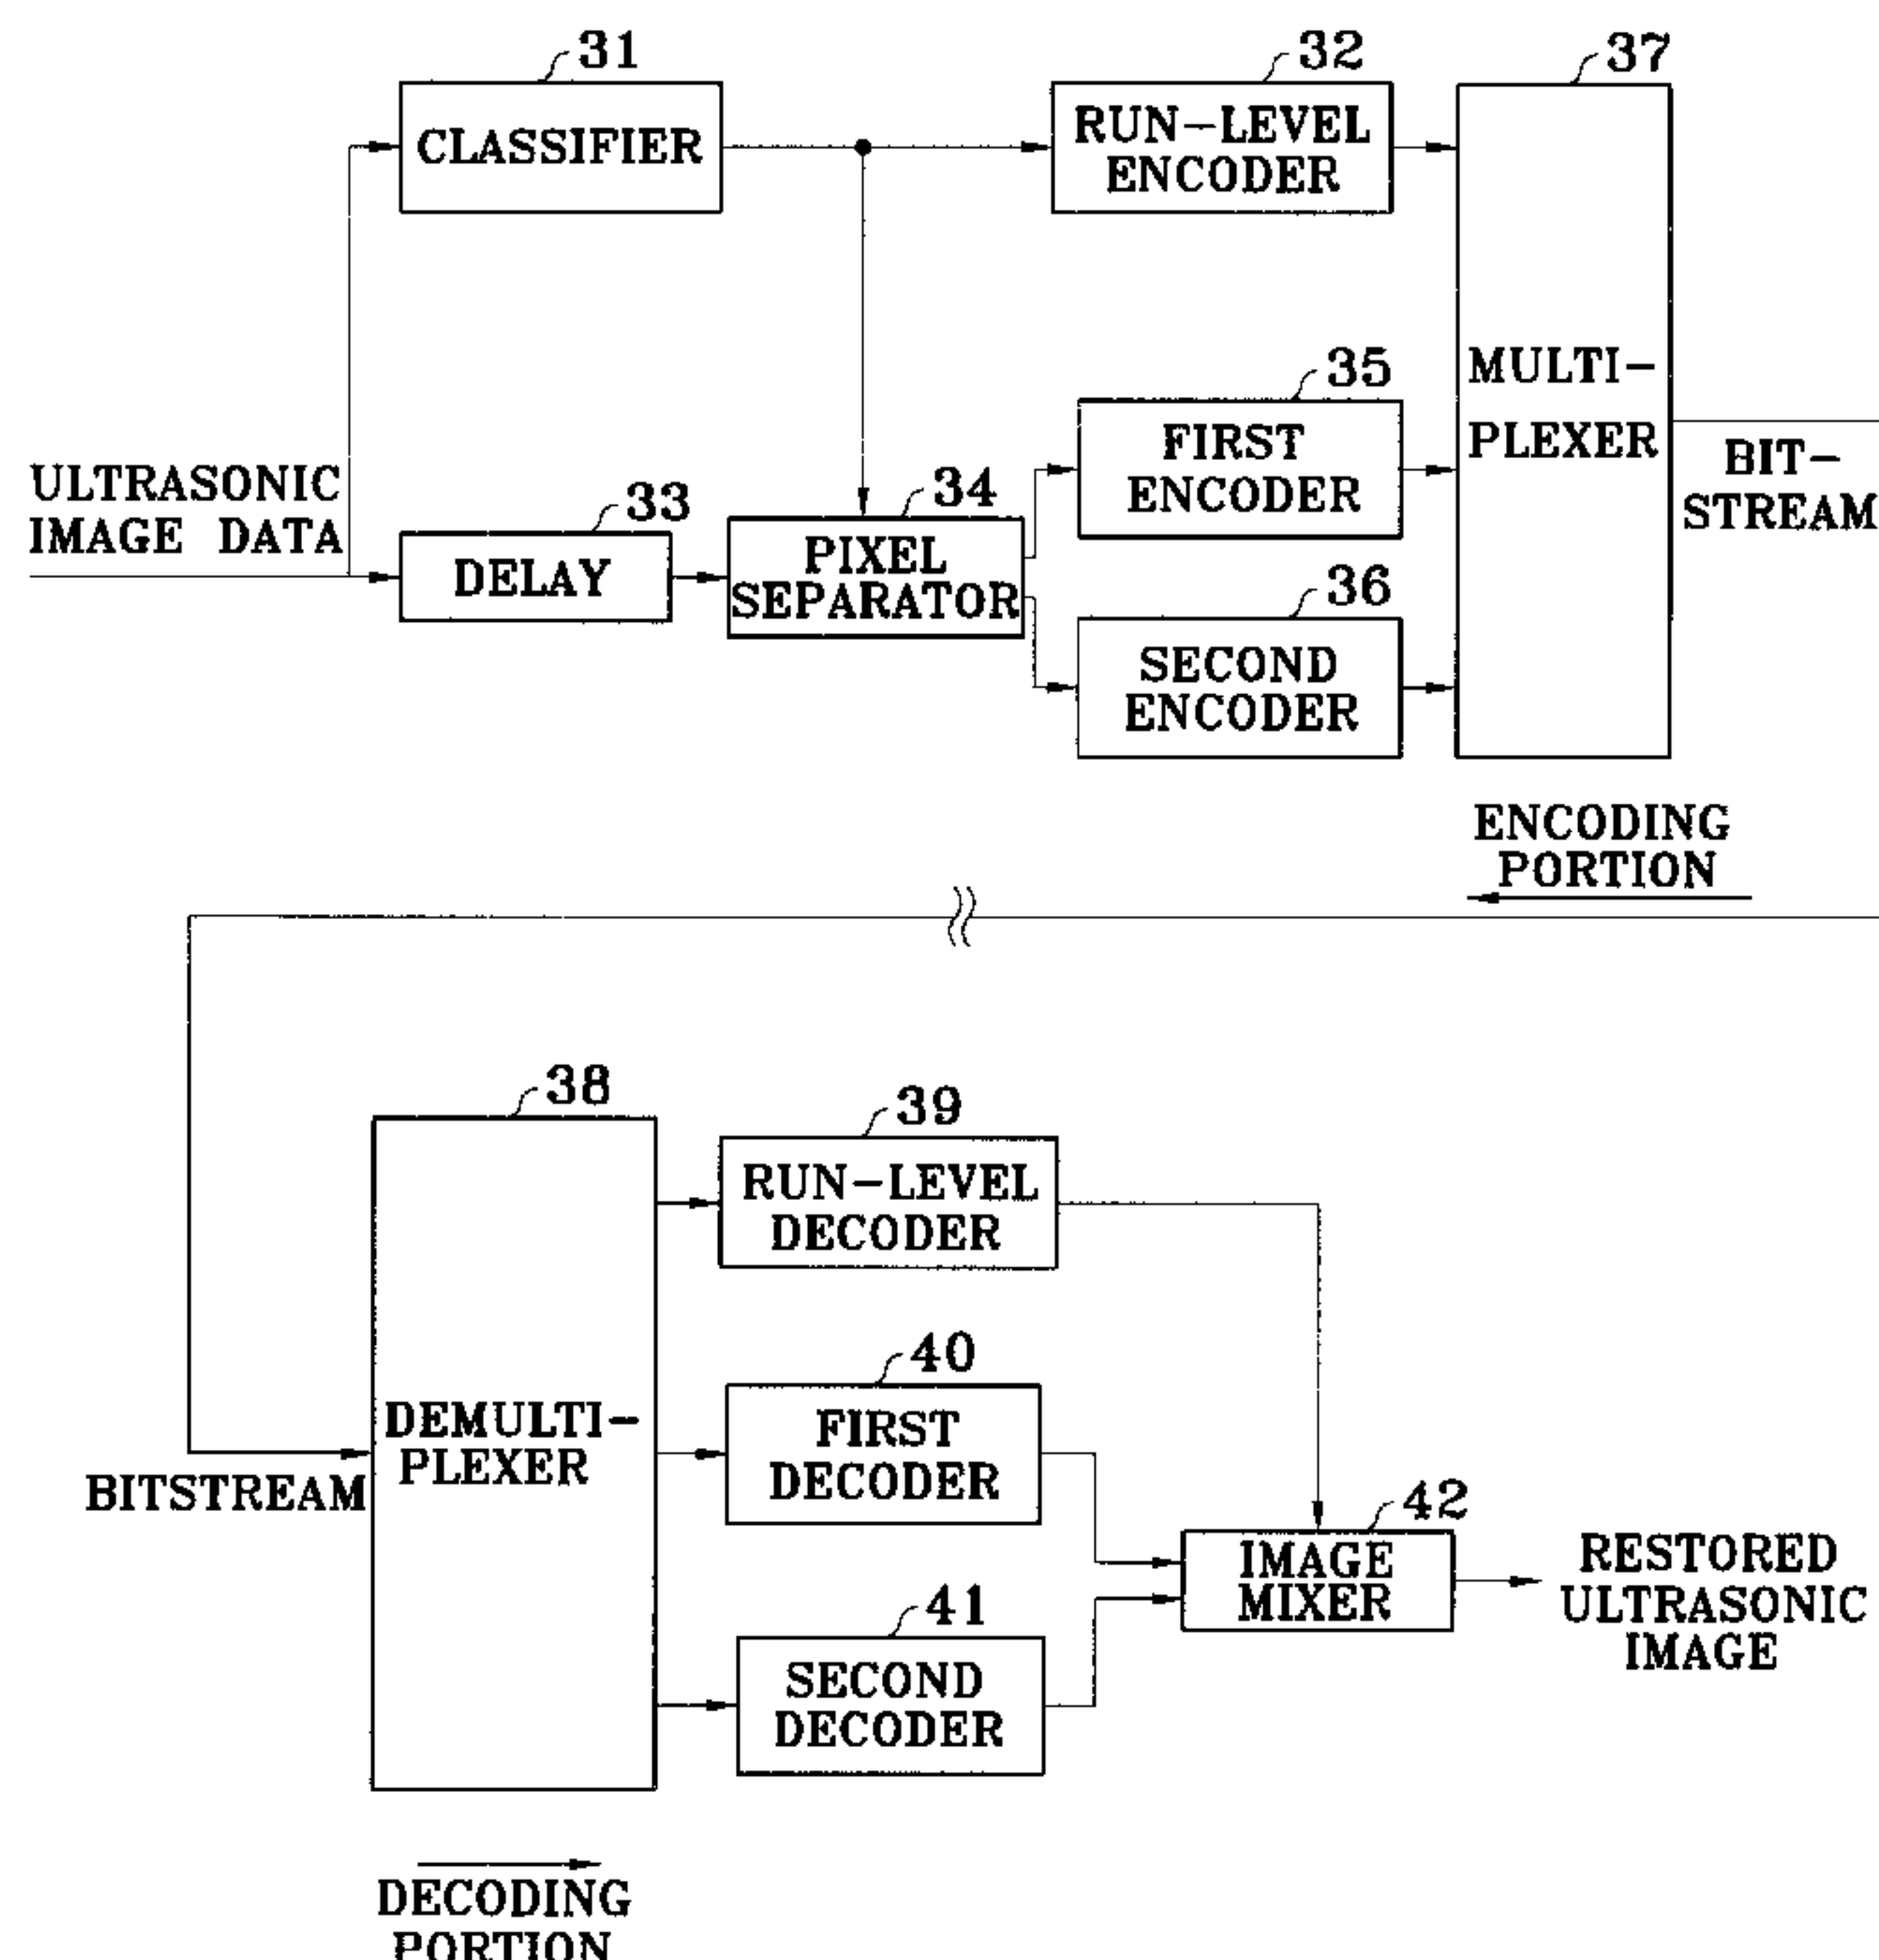 31
CLASSIFIER
32
RUN-LEVEL
ENCODER
37
MULTI-
PLEXER
35
FIRST
ENCODER
BIT-
STREAM
ULTRASONIC
IMAGE DATA
33
DELAY
34
PIXEL
SEPARATOR
36
SECOND
ENCODER
ENCODING
PORTION
38
DEMULTI-
PLEXER
39
RUN-LEVEL
DECODER
40
FIRST
DECODER
BITSTREAM
42
IMAGE
MIXER
RESTORED
ULTRASONIC
IMAGE
41
SECOND
DECODER
DECODING
PORTION